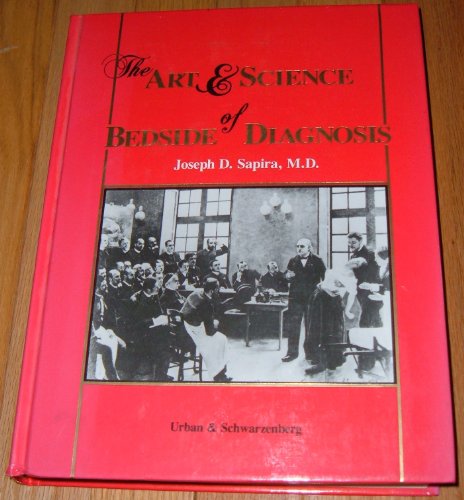 The ART & SCIENCE
of
BEDSIDE DIAGNOSIS
Joseph D. Sapira, M.D.
Urban & Schwarzenberg